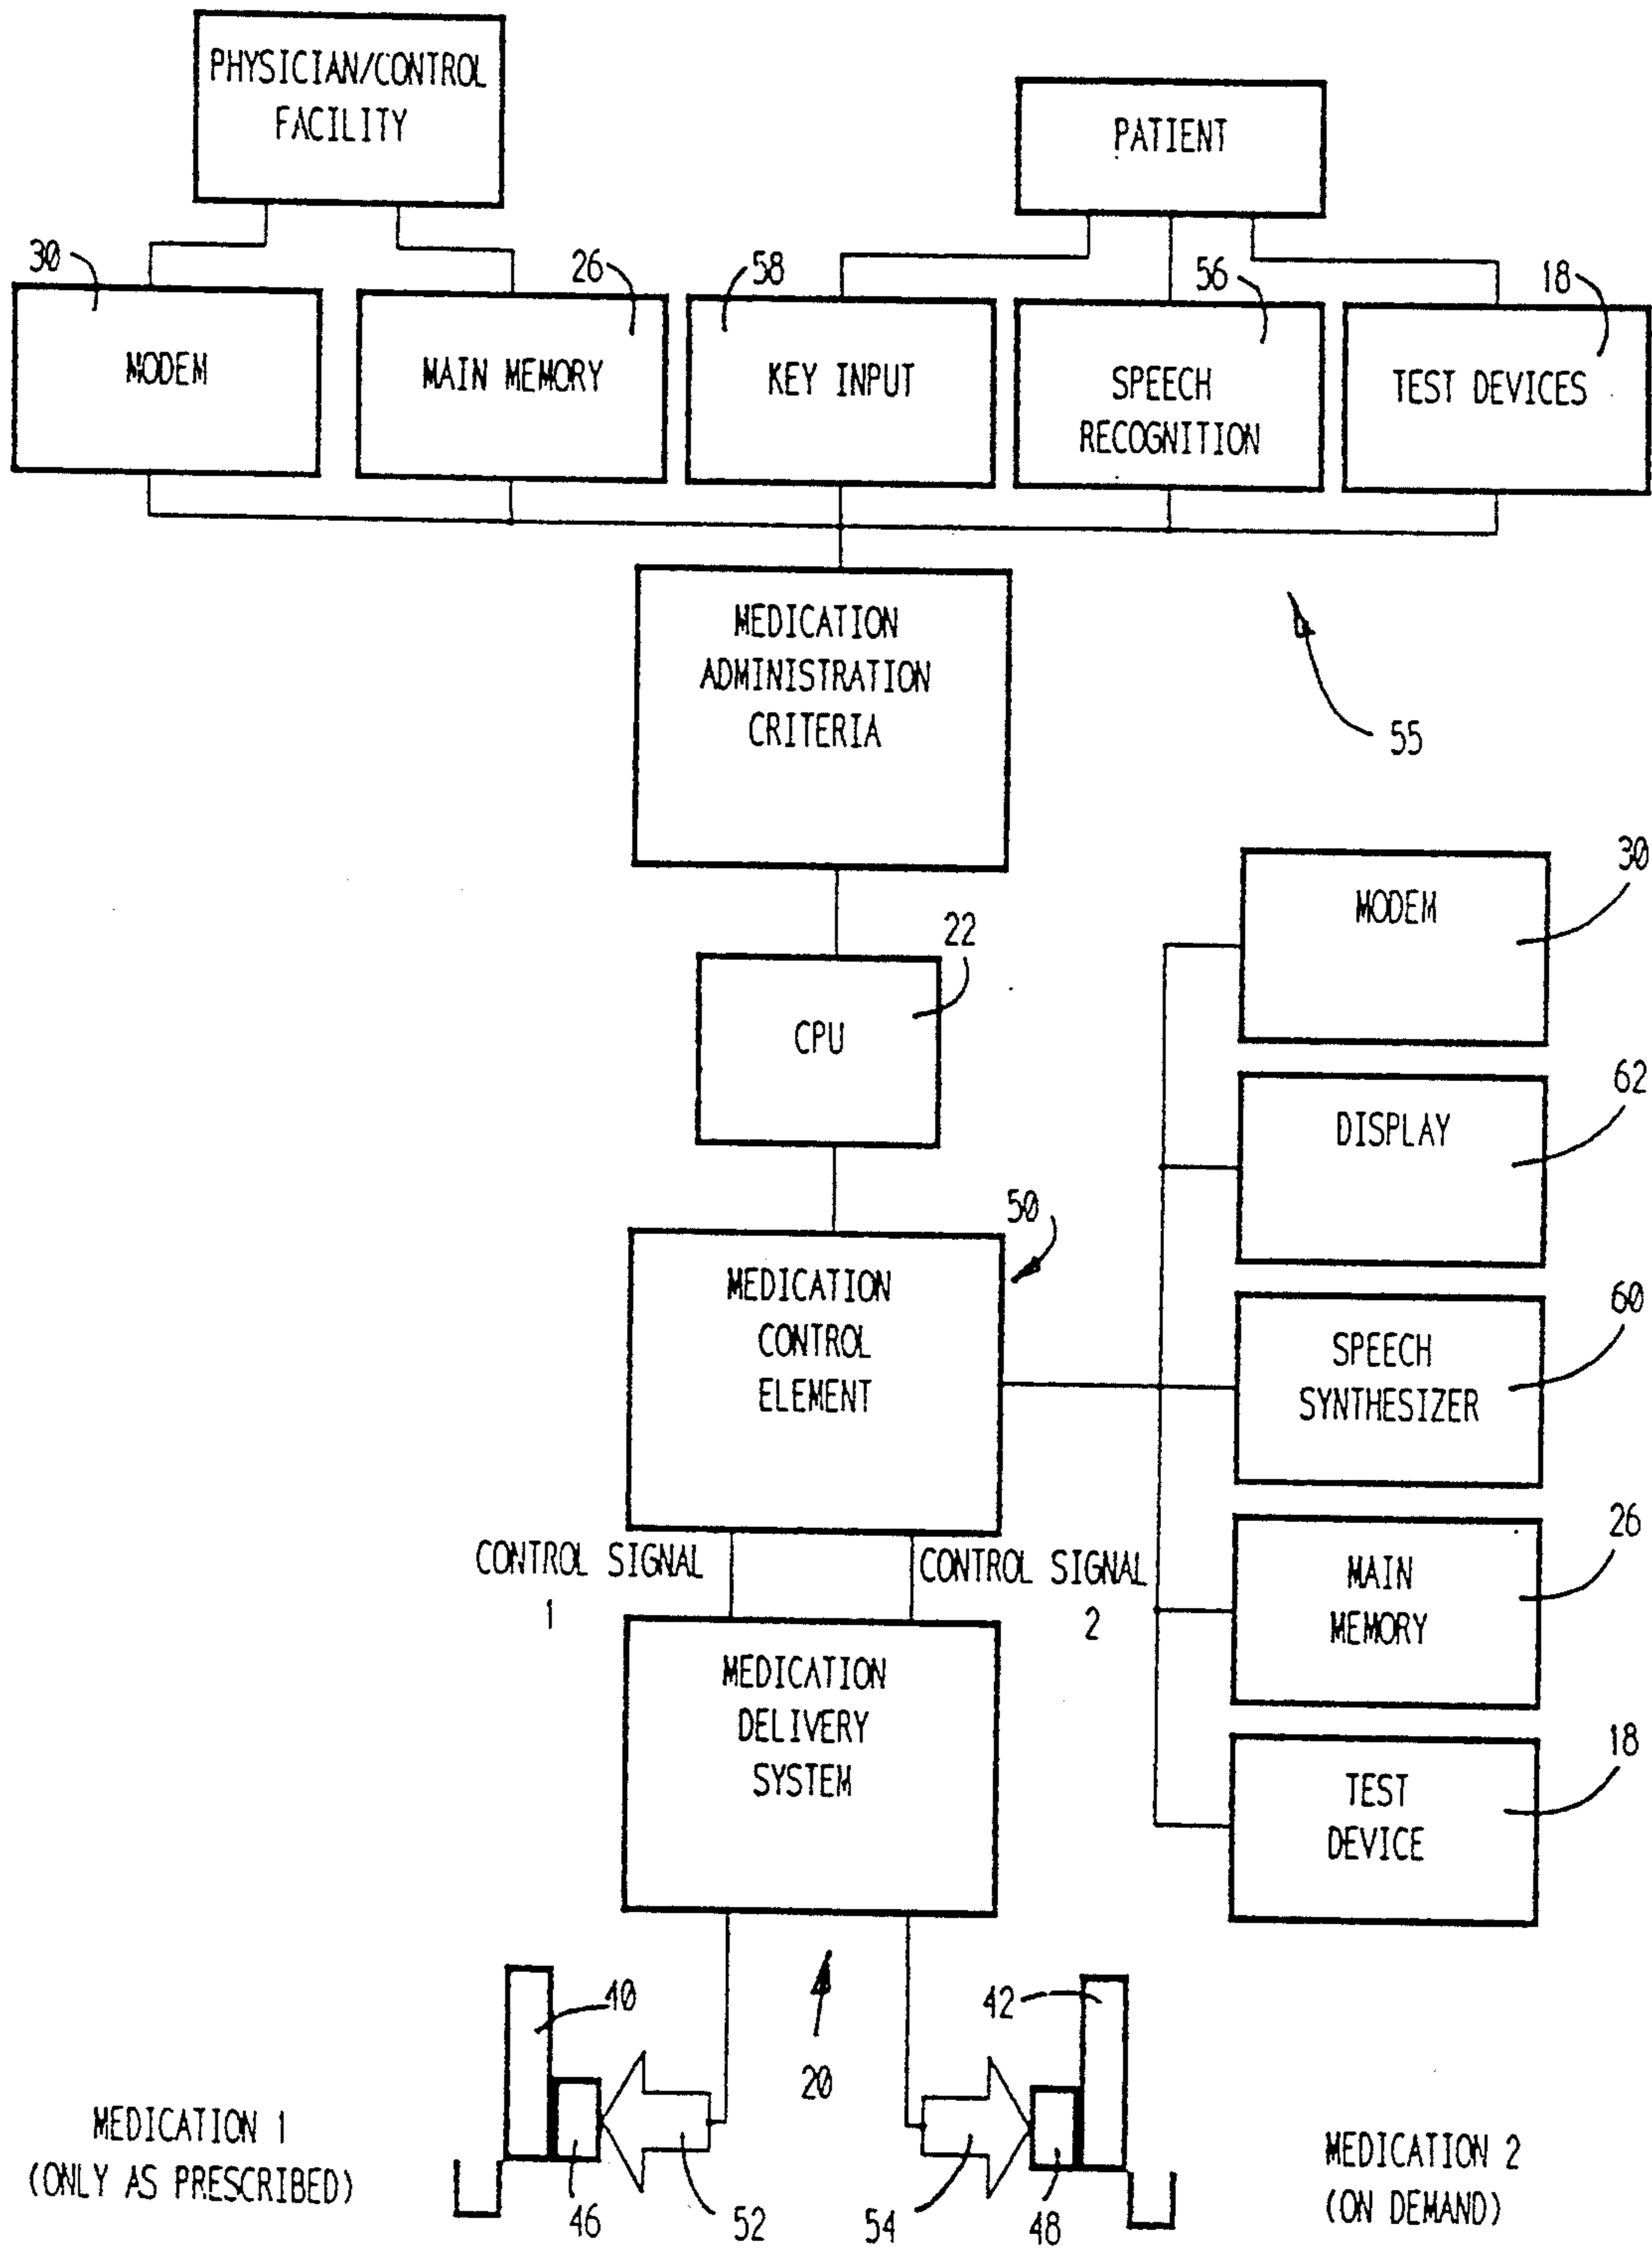 PHYSICIAN/CONTROL
FACILITY
PATIENT
30
26
58
56
18
MODEM
MAIN MEMORY
KEY INPUT
SPEECH
RECOGNITION
TEST DEVICES
MEDICATION
ADMINISTRATION
CRITERIA
55
22
CPU
30
MODEM
62
DISPLAY
50
MEDICATION
CONTROL
ELEMENT
60
SPEECH
SYNTHESIZER
CONTROL SIGNAL
1
CONTROL SIGNAL
2
26
MAIN
MEMORY
MEDICATION
DELIVERY
SYSTEM
18
TEST
DEVICE
40
42
20
MEDICATION 1
(ONLY AS PRESCRIBED)
46
52
54
48
MEDICATION 2
(ON DEMAND)